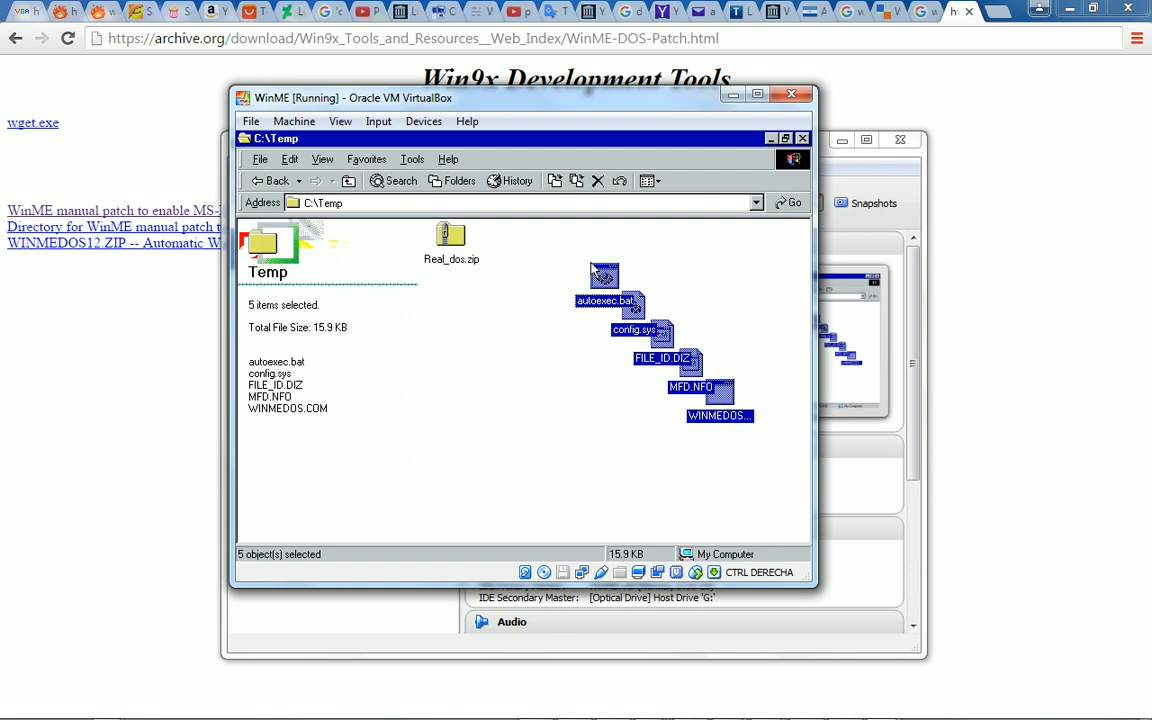 https://archive.org/download/Win9x_Tools_and_Resources__Web_Index/WinME-DOS-Patch.html
Win9x Development Tools
wget.exe
WinME manual patch to enable MS-
Directory for WinME manual patch t
WINMEDOS12.ZIP -- Automatic W
WinME [Running] - Oracle VM VirtualBox
File Machine View Input Devices Help
C:\Temp
File Edit View Favorites Tools Help
Back Search Folders History
Address C:\Temp Go
Snapshots
Temp
5 items selected.
Total File Size: 15.9 KB
autoexec.bat
config.sys
FILE_ID.DIZ
MFD.NFO
WINMEDOS.COM
Real_dos.zip
autoexec.bat
config.sys
FILE_ID.DIZ
MFD.NFO
WINMEDOS...
5 object(s) selected 15.9 KB My Computer
CTRL DERECHA
IDE Secondary Master: [Optical Drive] Host Drive 'G:'
Audio